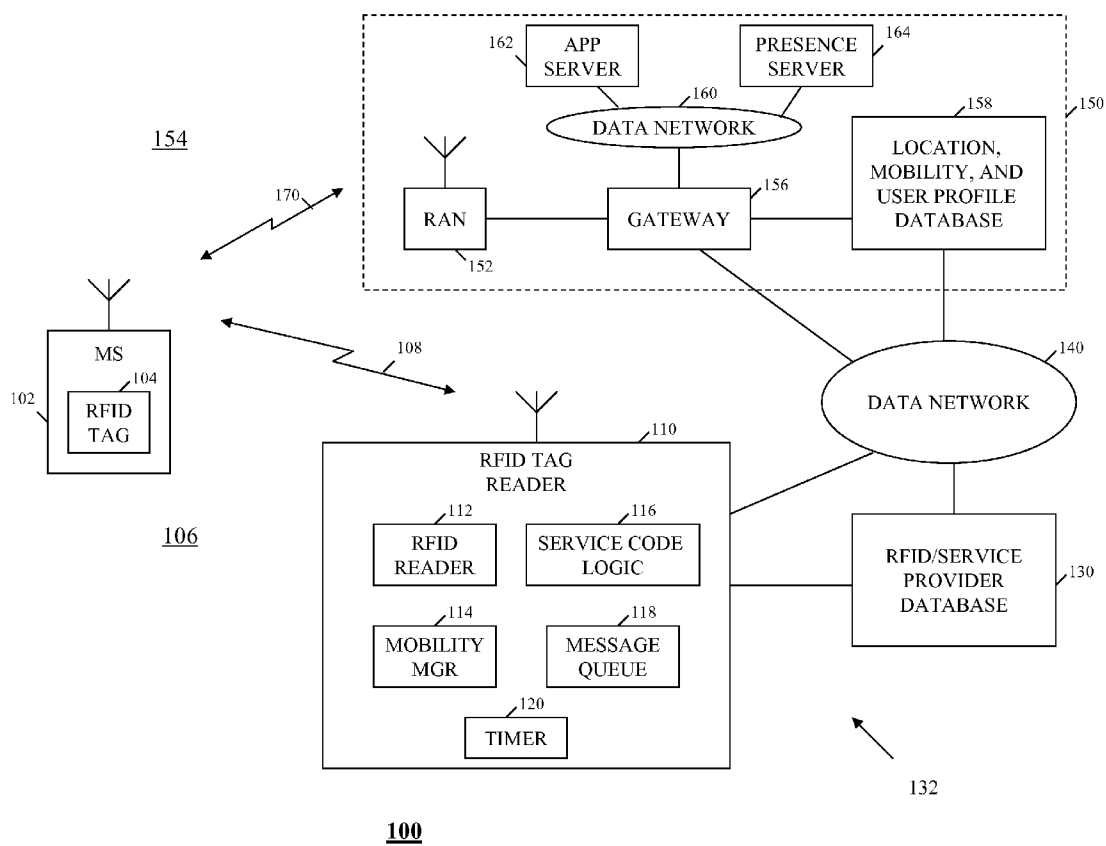 162
APP
SERVER
PRESENCE
SERVER
164
160
DATA NETWORK
158
150
LOCATION,
MOBILITY, AND
USER PROFILE
DATABASE
154
170
RAN
152
156
GATEWAY
108
140
DATA NETWORK
MS
102
104
RFID
TAG
106
110
RFID TAG
READER
112
RFID
READER
116
SERVICE CODE
LOGIC
114
MOBILITY
MGR
118
MESSAGE
QUEUE
120
TIMER
RFID/SERVICE
PROVIDER
DATABASE
130
132
100